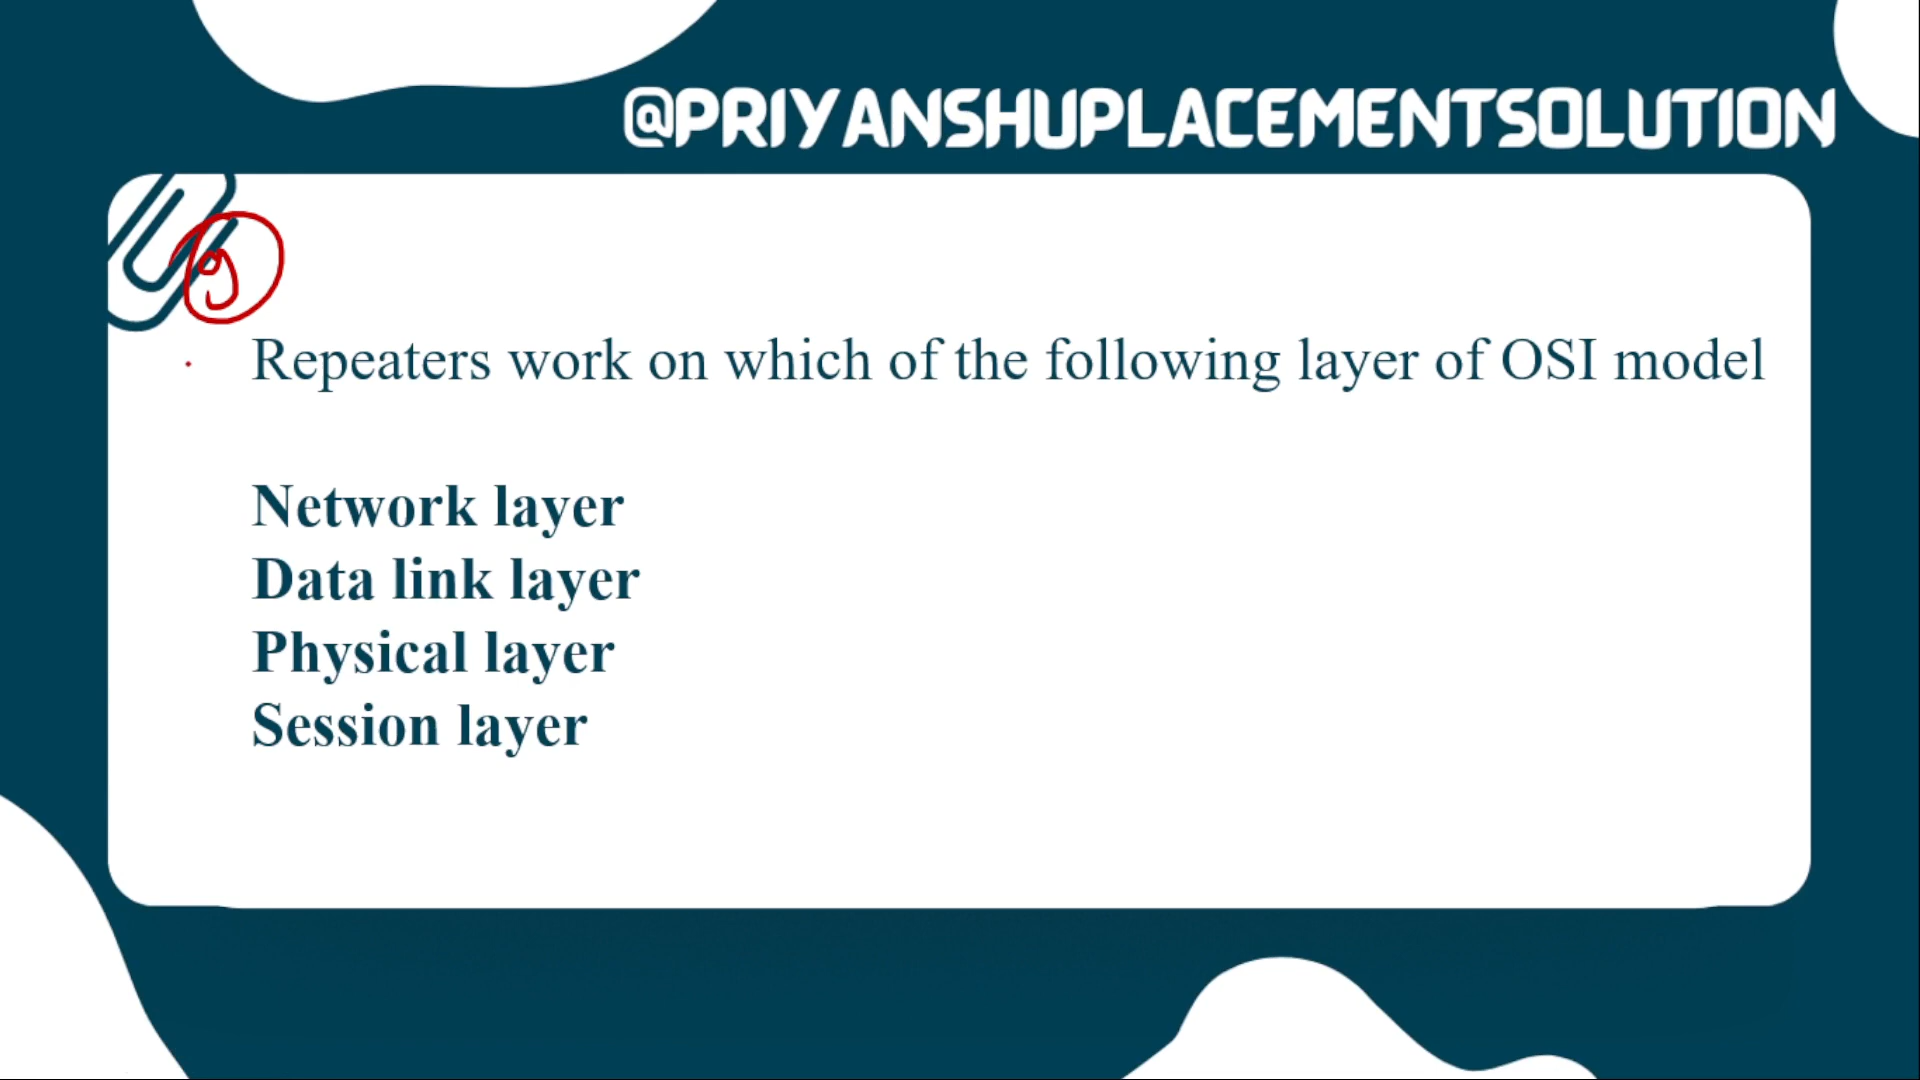 @PRIYANSHUPLACEMENTSOLUTION
Repeaters work on which of the following layer of OSI model
Network layer
Data link layer
Physical layer
Session layer